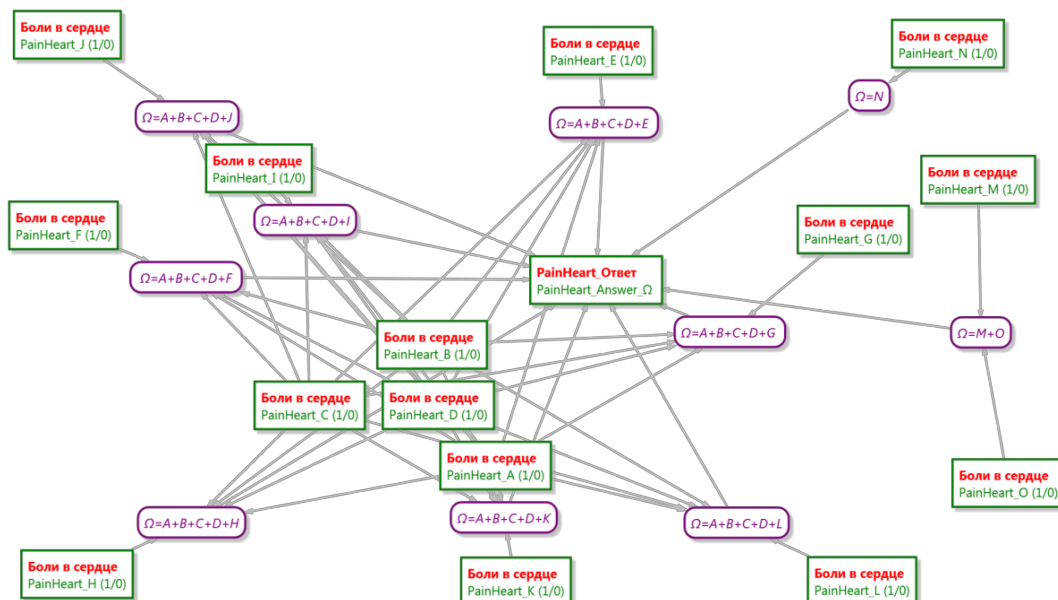 Боли в сердце
PainHeart_J (1/0)
Боли в сердце
PainHeart_E (1/0)
Боли в сердце
PainHeart_N (1/0)
Ω=N
Ω=A+B+C+D+J
Ω=A+B+C+D+E
Боли в сердце
PainHeart_I (1/0)
Боли в сердце
PainHeart_M (1/0)
Боли в сердце
PainHeart_F (1/0)
Ω=A+B+C+D+I
Боли в сердце
PainHeart_G (1/0)
Ω=A+B+C+D+F
PainHeart_Ответ
PainHeart_Answer_Ω
Боли в сердце
PainHeart_B (1/0)
Ω=A+B+C+D+G
Ω=M+O
Боли в сердце
PainHeart_C (1/0)
Боли в сердце
PainHeart_D (1/0)
Боли в сердце
PainHeart_A (1/0)
Боли в сердце
PainHeart_O (1/0)
Ω=A+B+C+D+H
Ω=A+B+C+D+K
Ω=A+B+C+D+L
Боли в сердце
PainHeart_H (1/0)
Боли в сердце
PainHeart_K (1/0)
Боли в сердце
PainHeart_L (1/0)